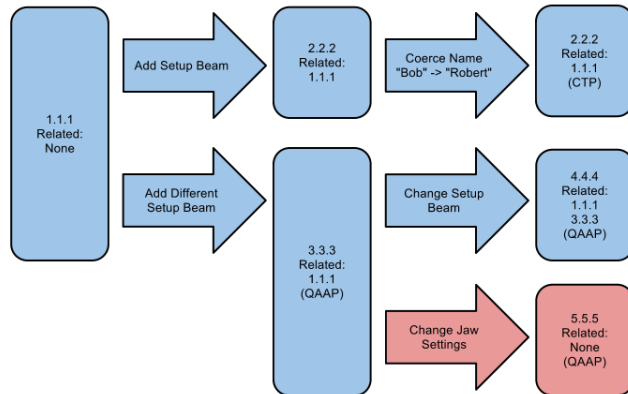 1.1.1
Related:
None
Add Setup Beam
2.2.2
Related:
1.1.1
Coerce Name
"Bob" -> "Robert"
2.2.2
Related:
1.1.1
(CTP)
Add Different
Setup Beam
3.3.3
Related:
1.1.1
(QAAP)
Change Setup
Beam
4.4.4
Related:
1.1.1
3.3.3
(QAAP)
Change Jaw
Settings
5.5.5
Related:
None
(QAAP)